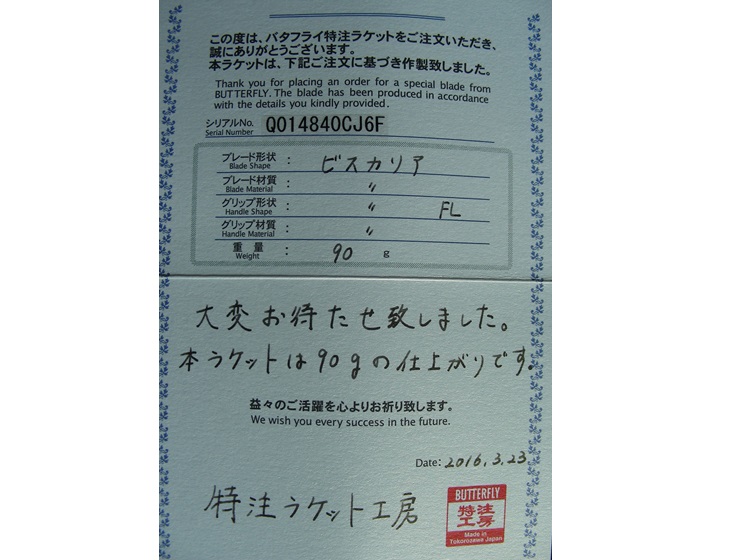 この度は、バタフライ特注ラケットをご注文いただき、
誠にありがとうございます。
本ラケットは、下記ご注文に基づき作製致しました。
Thank you for placing an order for a special blade from
BUTTERFLY. The blade has been produced in accordance
with the details you kindly provided.
シリアルNo. Q014840CJ6F
Serial Number
ブレード形状 : ビスカリア
Blade Shape
ブレード材質 : 〃
Blade Material
グリップ形状 : 〃 FL
Handle Shape
グリップ材質 : 〃
Handle Material
重量 : 90 g
Weight
大変お待たせ致しました。
本ラケットは90gの仕上がりです。
益々のご活躍を心よりお祈り致します。
We wish you every success in the future.
Date: 2016.3.23
特注ラケット工房
BUTTERFLY
特注
工房
Made in
Tokorozawa Japan